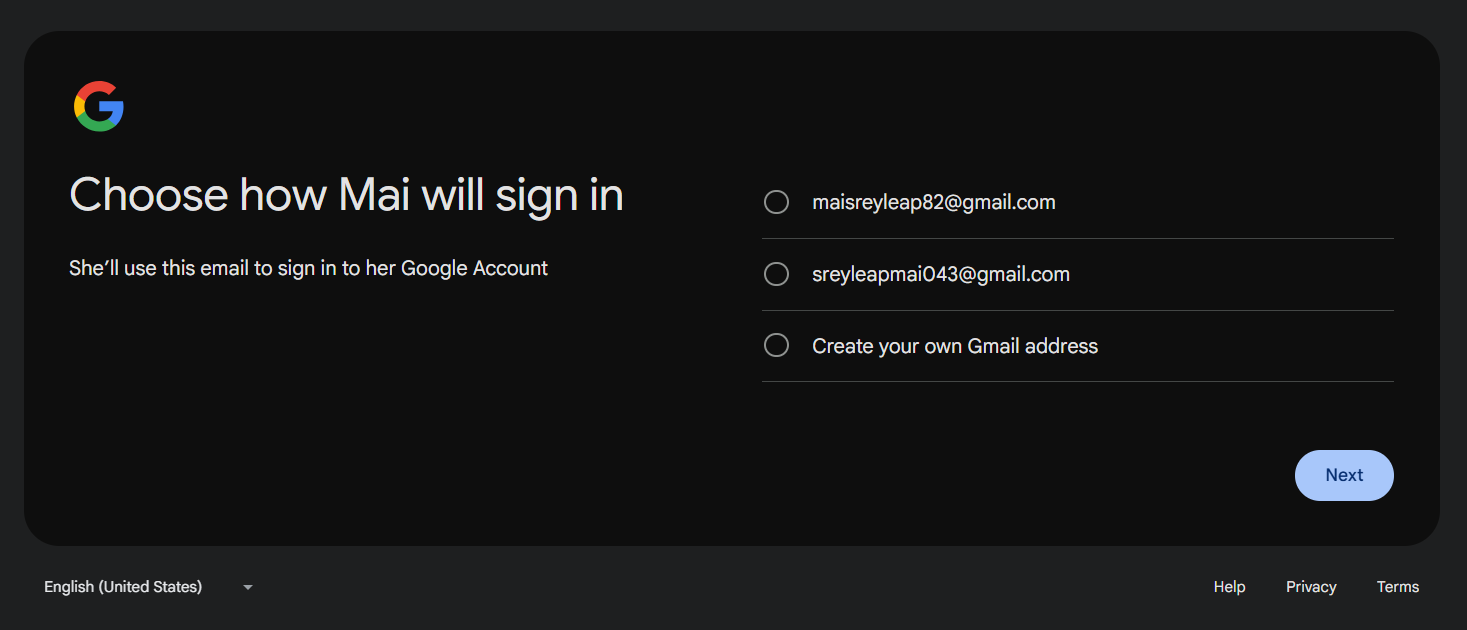 Choose how Mai will sign in
She’ll use this email to sign in to her Google Account
maisreyleap82@gmail.com
sreyleapmai043@gmail.com
Create your own Gmail address
Next
English (United States)
Help
Privacy
Terms